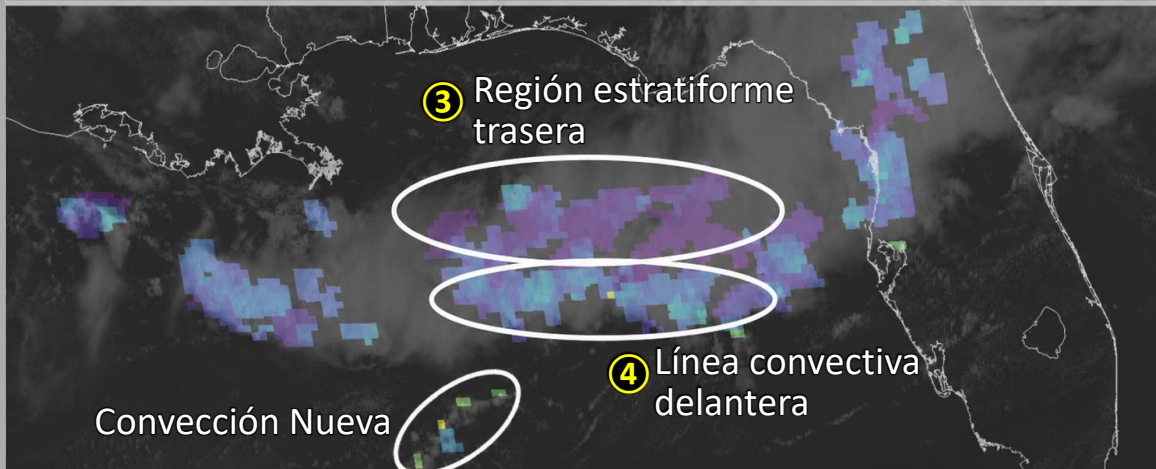 ③ Región estratiforme
trasera
④ Línea convectiva
delantera
Convección Nueva